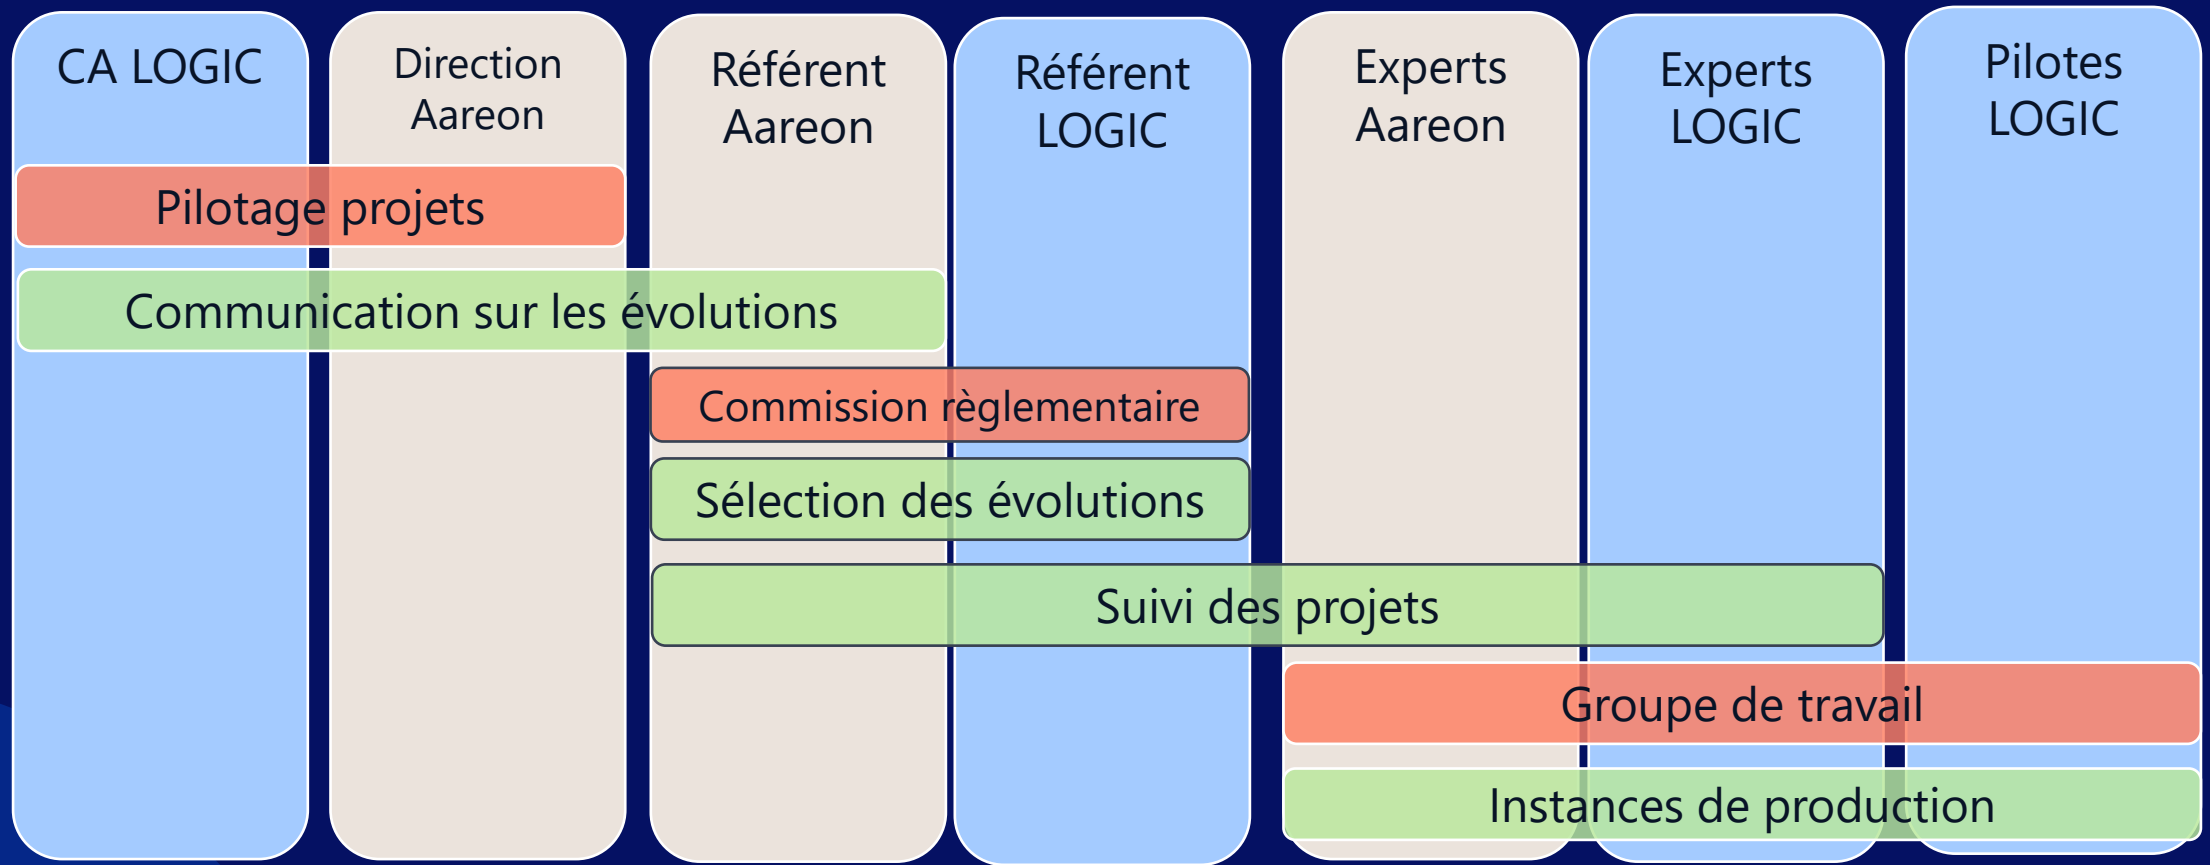 CA LOGIC
Direction
Aareon
Référent
Aareon
Référent
LOGIC
Experts
Aareon
Experts
LOGIC
Pilotes
LOGIC
Pilotage projets
Communication sur les évolutions
Commission règlementaire
Sélection des évolutions
Suivi des projets
Groupe de travail
Instances de production